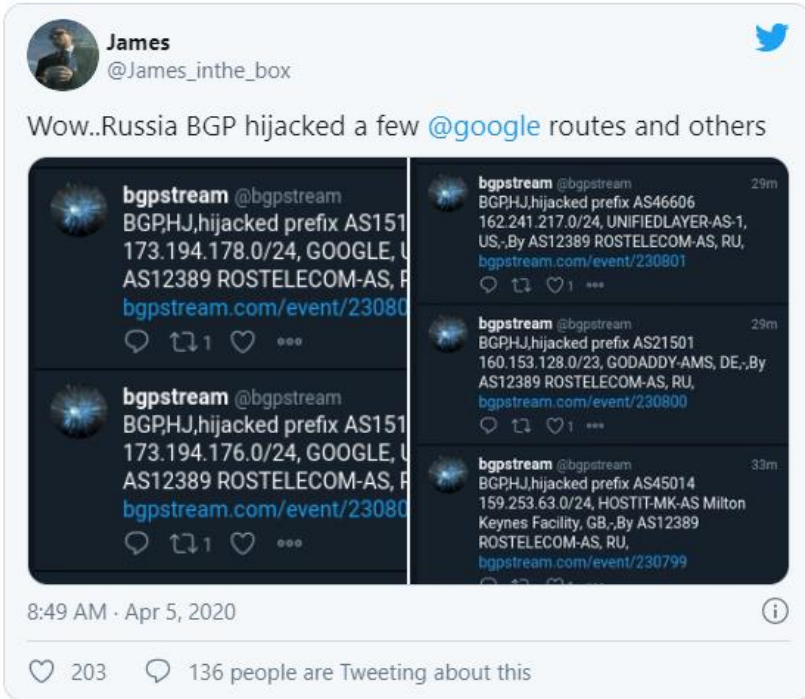 James
@James_inthe_box
Wow..Russia BGP hijacked a few @google routes and others
bgpstream @bgpstream
BGP,HJ,hijacked prefix AS151
173.194.178.0/24, GOOGLE, U
AS12389 ROSTELECOM-AS, R
bgpstream.com/event/23080
1
bgpstream @bgpstream
BGP,HJ,hijacked prefix AS151
173.194.176.0/24, GOOGLE, U
AS12389 ROSTELECOM-AS, R
bgpstream.com/event/23080
1
bgpstream @bgpstream 29m
BGP,HJ,hijacked prefix AS46606
162.241.217.0/24, UNIFIEDLAYER-AS-1,
US,-,By AS12389 ROSTELECOM-AS, RU,
bgpstream.com/event/230801
1
bgpstream @bgpstream 29m
BGP,HJ,hijacked prefix AS21501
160.153.128.0/23, GODADDY-AMS, DE,-,By
AS12389 ROSTELECOM-AS, RU,
bgpstream.com/event/230800
1
bgpstream @bgpstream 33m
BGP,HJ,hijacked prefix AS45014
159.253.63.0/24, HOSTIT-MK-AS Milton
Keynes Facility, GB,-,By AS12389
ROSTELECOM-AS, RU,
bgpstream.com/event/230799
8:49 AM · Apr 5, 2020
203 136 people are Tweeting about this